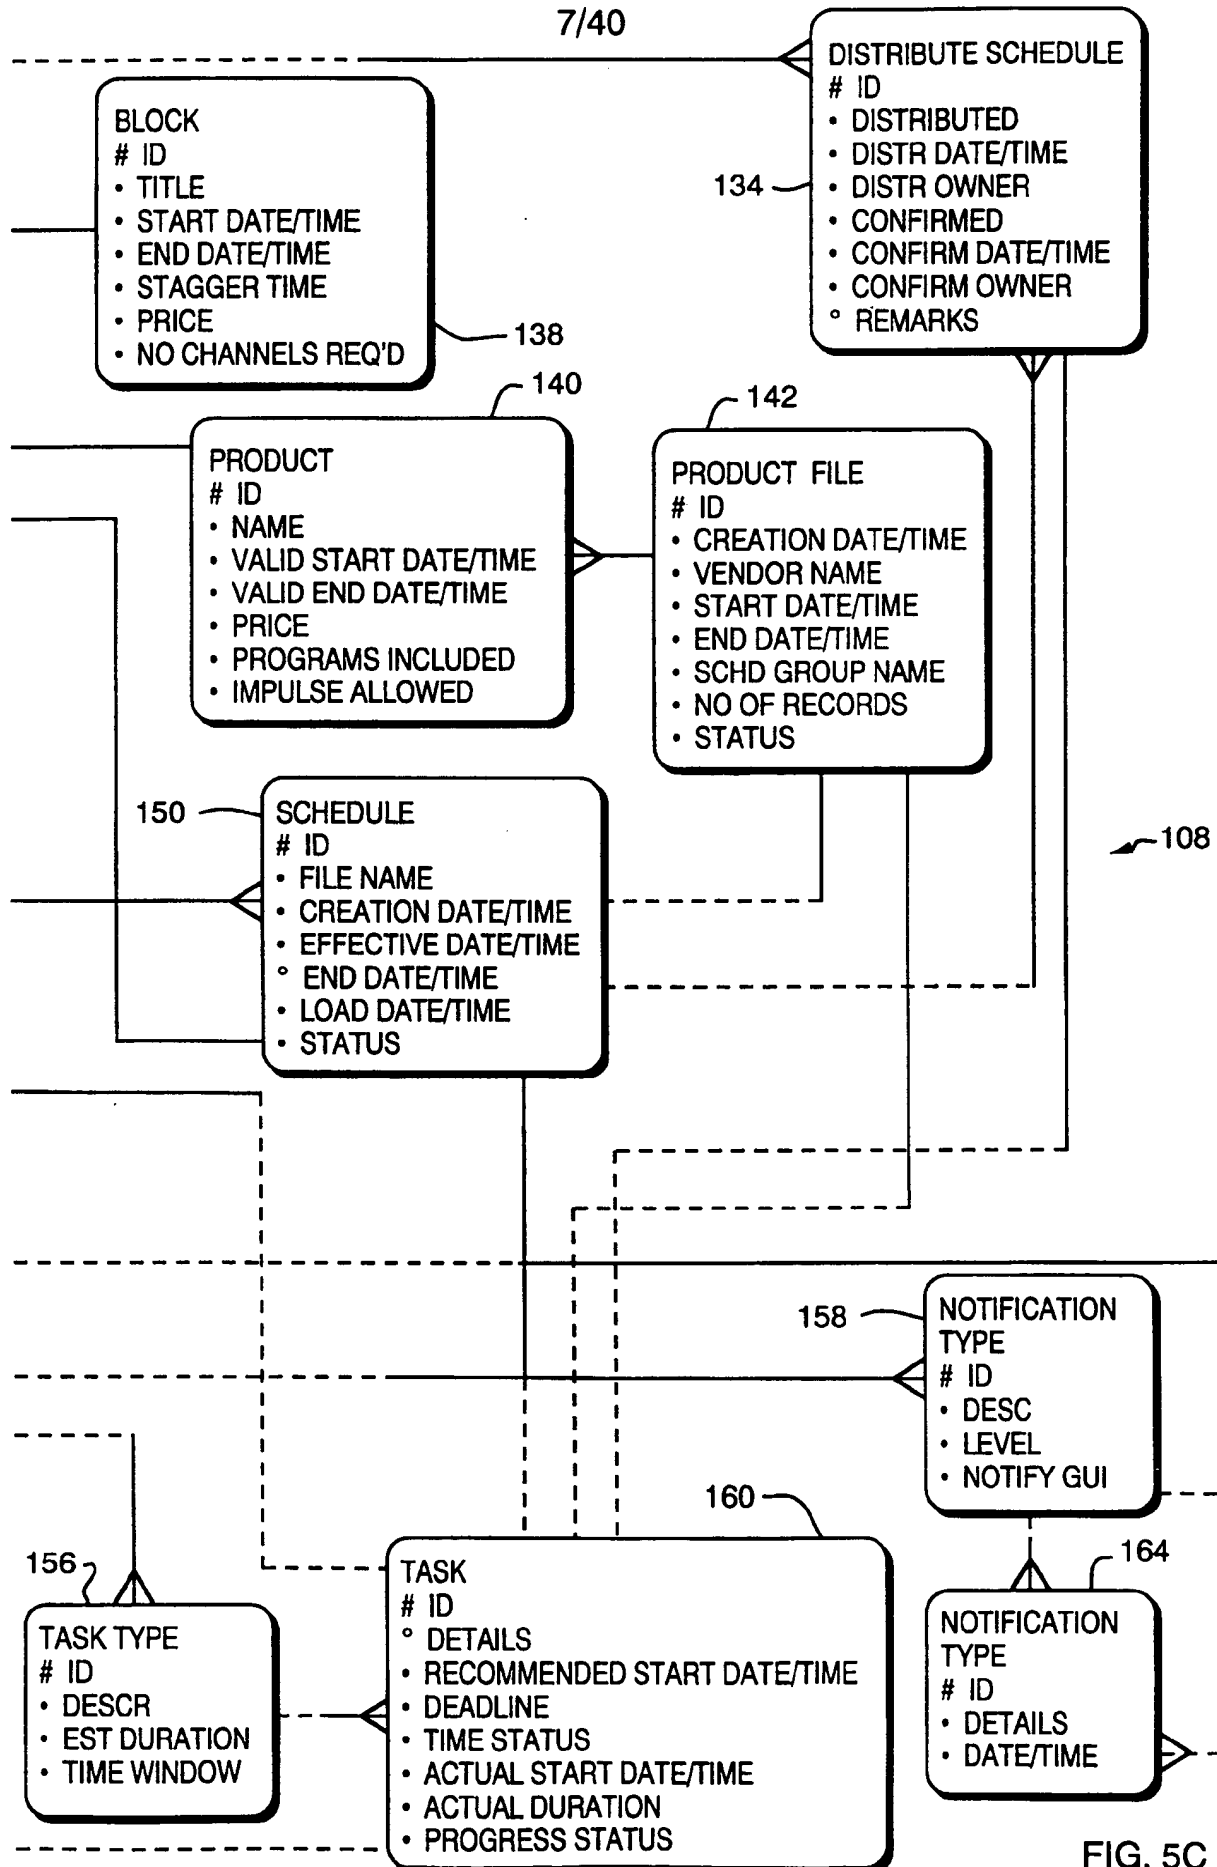 7/40
DISTRIBUTE SCHEDULE
# ID
• DISTRIBUTED
• DISTR DATE/TIME
• DISTR OWNER
• CONFIRMED
• CONFIRM DATE/TIME
• CONFIRM OWNER
° REMARKS
134
BLOCK
# ID
• TITLE
• START DATE/TIME
• END DATE/TIME
• STAGGER TIME
• PRICE
• NO CHANNELS REQ'D
138
140
PRODUCT
# ID
• NAME
• VALID START DATE/TIME
• VALID END DATE/TIME
• PRICE
• PROGRAMS INCLUDED
• IMPULSE ALLOWED
142
PRODUCT FILE
# ID
• CREATION DATE/TIME
• VENDOR NAME
• START DATE/TIME
• END DATE/TIME
• SCHD GROUP NAME
• NO OF RECORDS
• STATUS
150
SCHEDULE
# ID
• FILE NAME
• CREATION DATE/TIME
• EFFECTIVE DATE/TIME
° END DATE/TIME
• LOAD DATE/TIME
• STATUS
108
158
NOTIFICATION
TYPE
# ID
• DESC
• LEVEL
• NOTIFY GUI
156
TASK TYPE
# ID
• DESCR
• EST DURATION
• TIME WINDOW
160
TASK
# ID
° DETAILS
• RECOMMENDED START DATE/TIME
• DEADLINE
• TIME STATUS
• ACTUAL START DATE/TIME
• ACTUAL DURATION
• PROGRESS STATUS
164
NOTIFICATION
TYPE
# ID
• DETAILS
• DATE/TIME
FIG. 5C